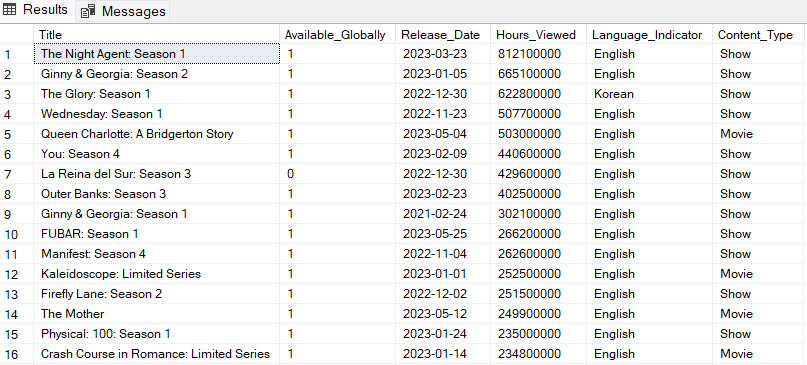 Results Messages
Title Available_Globally Release_Date Hours_Viewed Language_Indicator Content_Type
1 The Night Agent: Season 1 1 2023-03-23 812100000 English Show
2 Ginny & Georgia: Season 2 1 2023-01-05 665100000 English Show
3 The Glory: Season 1 1 2022-12-30 622800000 Korean Show
4 Wednesday: Season 1 1 2022-11-23 507700000 English Show
5 Queen Charlotte: A Bridgerton Story 1 2023-05-04 503000000 English Movie
6 You: Season 4 1 2023-02-09 440600000 English Show
7 La Reina del Sur: Season 3 0 2022-12-30 429600000 English Show
8 Outer Banks: Season 3 1 2023-02-23 402500000 English Show
9 Ginny & Georgia: Season 1 1 2021-02-24 302100000 English Show
10 FUBAR: Season 1 1 2023-05-25 266200000 English Show
11 Manifest: Season 4 1 2022-11-04 262600000 English Show
12 Kaleidoscope: Limited Series 1 2023-01-01 252500000 English Movie
13 Firefly Lane: Season 2 1 2022-12-02 251500000 English Show
14 The Mother 1 2023-05-12 249900000 English Movie
15 Physical: 100: Season 1 1 2023-01-24 235000000 English Show
16 Crash Course in Romance: Limited Series 1 2023-01-14 234800000 English Movie